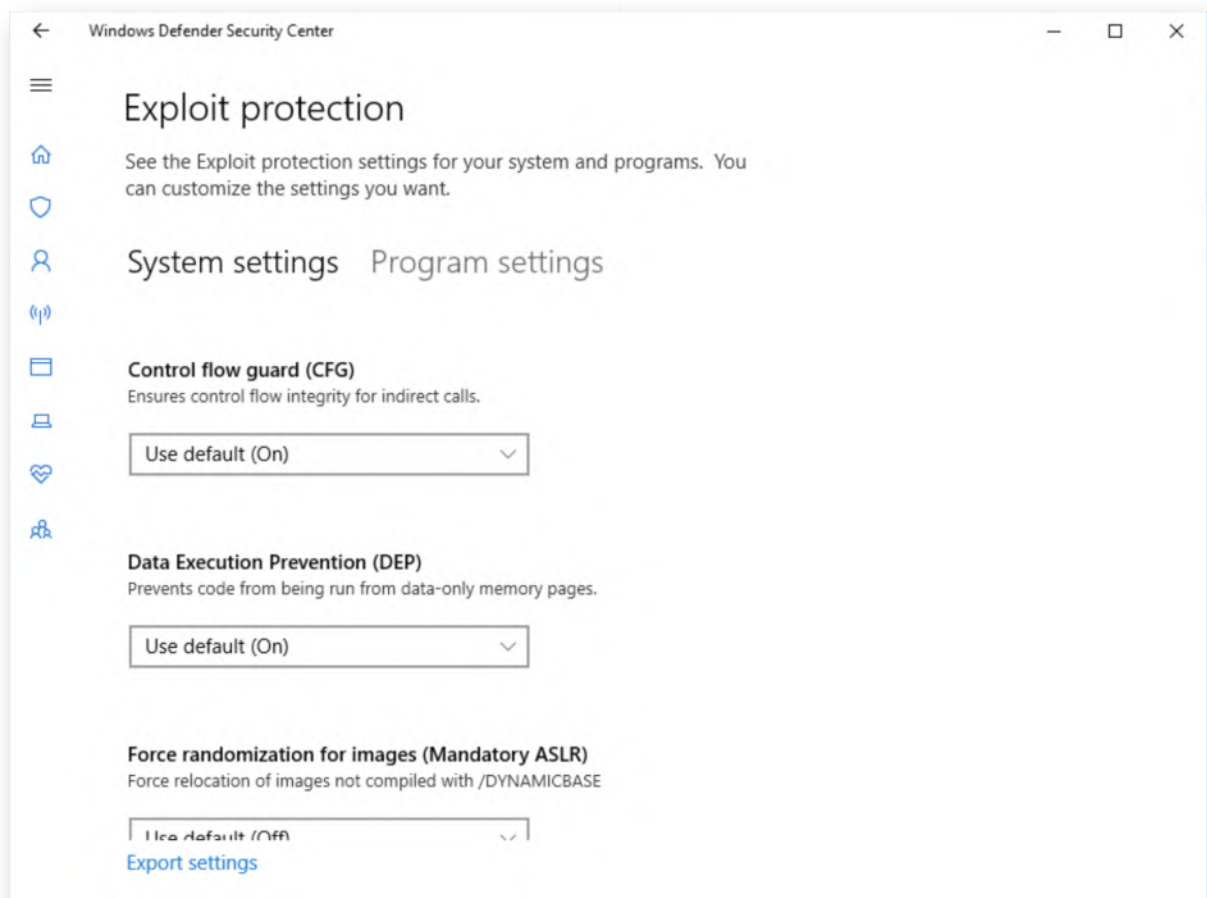 Windows Defender Security Center
Exploit protection
See the Exploit protection settings for your system and programs. You
can customize the settings you want.
System settings Program settings
Control flow guard (CFG)
Ensures control flow integrity for indirect calls.
Use default (On)
Data Execution Prevention (DEP)
Prevents code from being run from data-only memory pages.
Use default (On)
Force randomization for images (Mandatory ASLR)
Force relocation of images not compiled with /DYNAMICBASE
Use default (Off)
Export settings